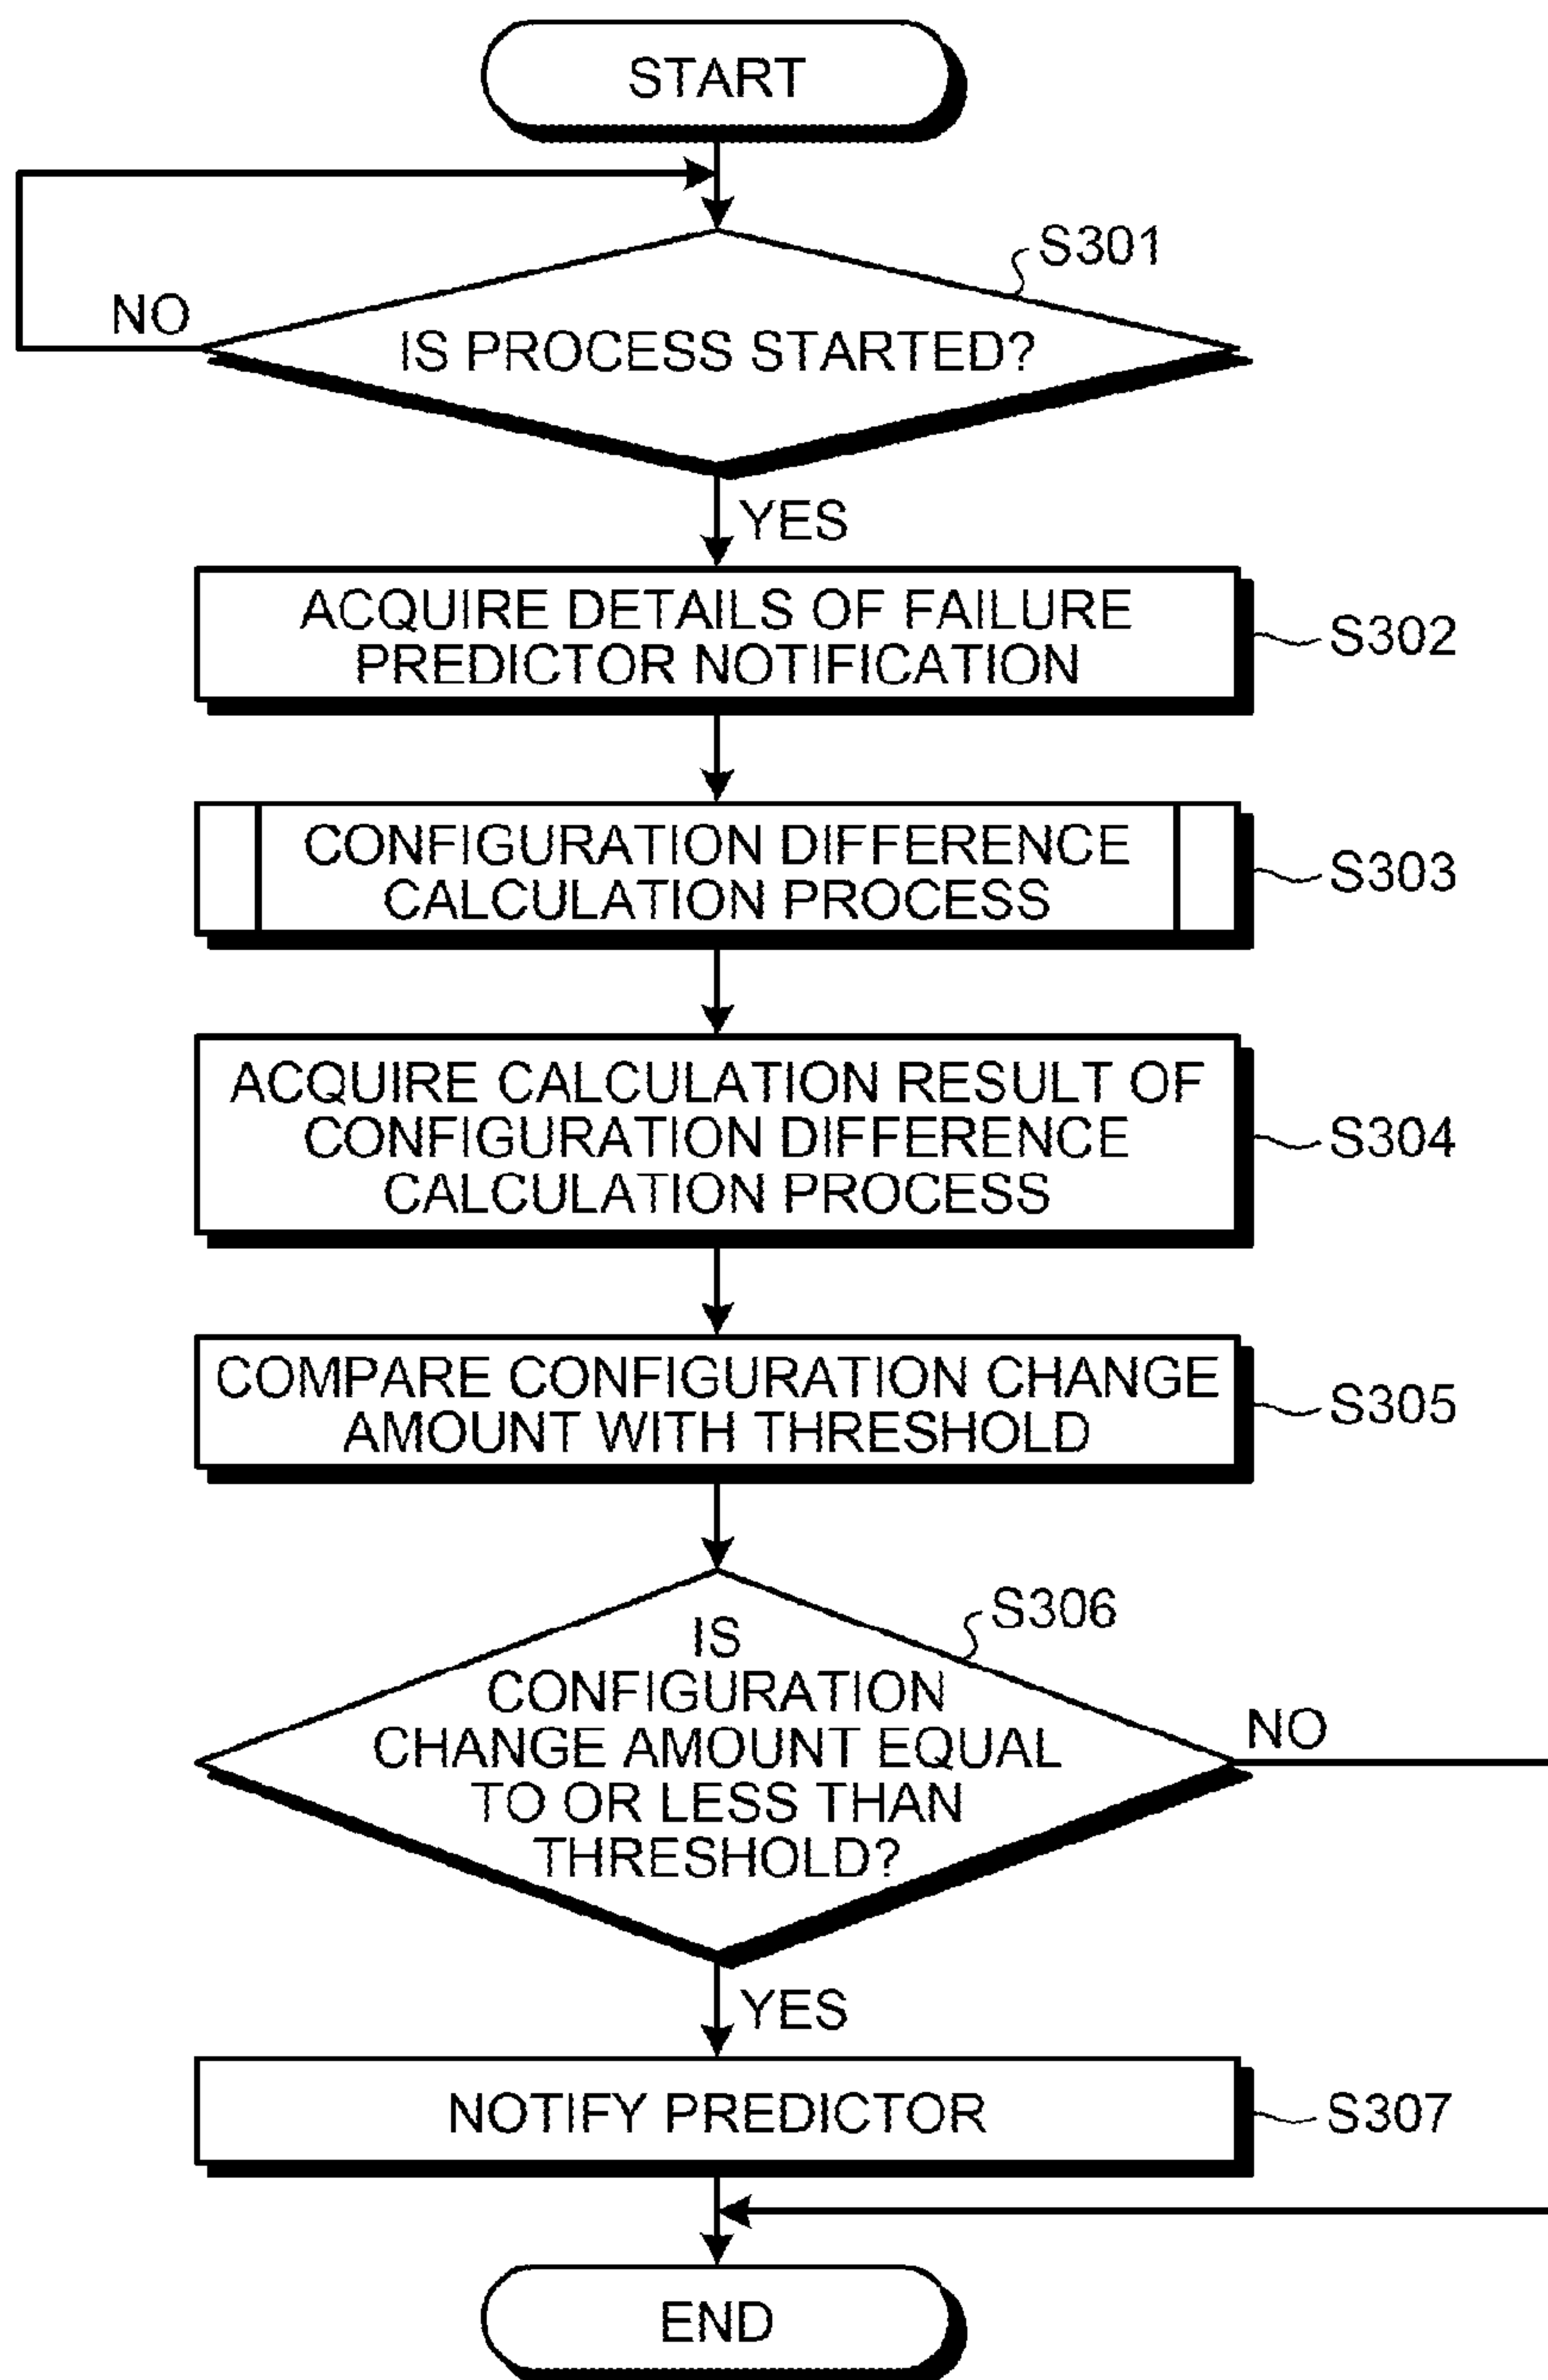 START
S301
NO
IS PROCESS STARTED?
YES
ACQUIRE DETAILS OF FAILURE
PREDICTOR NOTIFICATION
S302
CONFIGURATION DIFFERENCE
CALCULATION PROCESS
S303
ACQUIRE CALCULATION RESULT OF
CONFIGURATION DIFFERENCE
CALCULATION PROCESS
S304
COMPARE CONFIGURATION CHANGE
AMOUNT WITH THRESHOLD
S305
S306
IS
CONFIGURATION
CHANGE AMOUNT EQUAL
TO OR LESS THAN
THRESHOLD?
NO
YES
NOTIFY PREDICTOR
S307
END